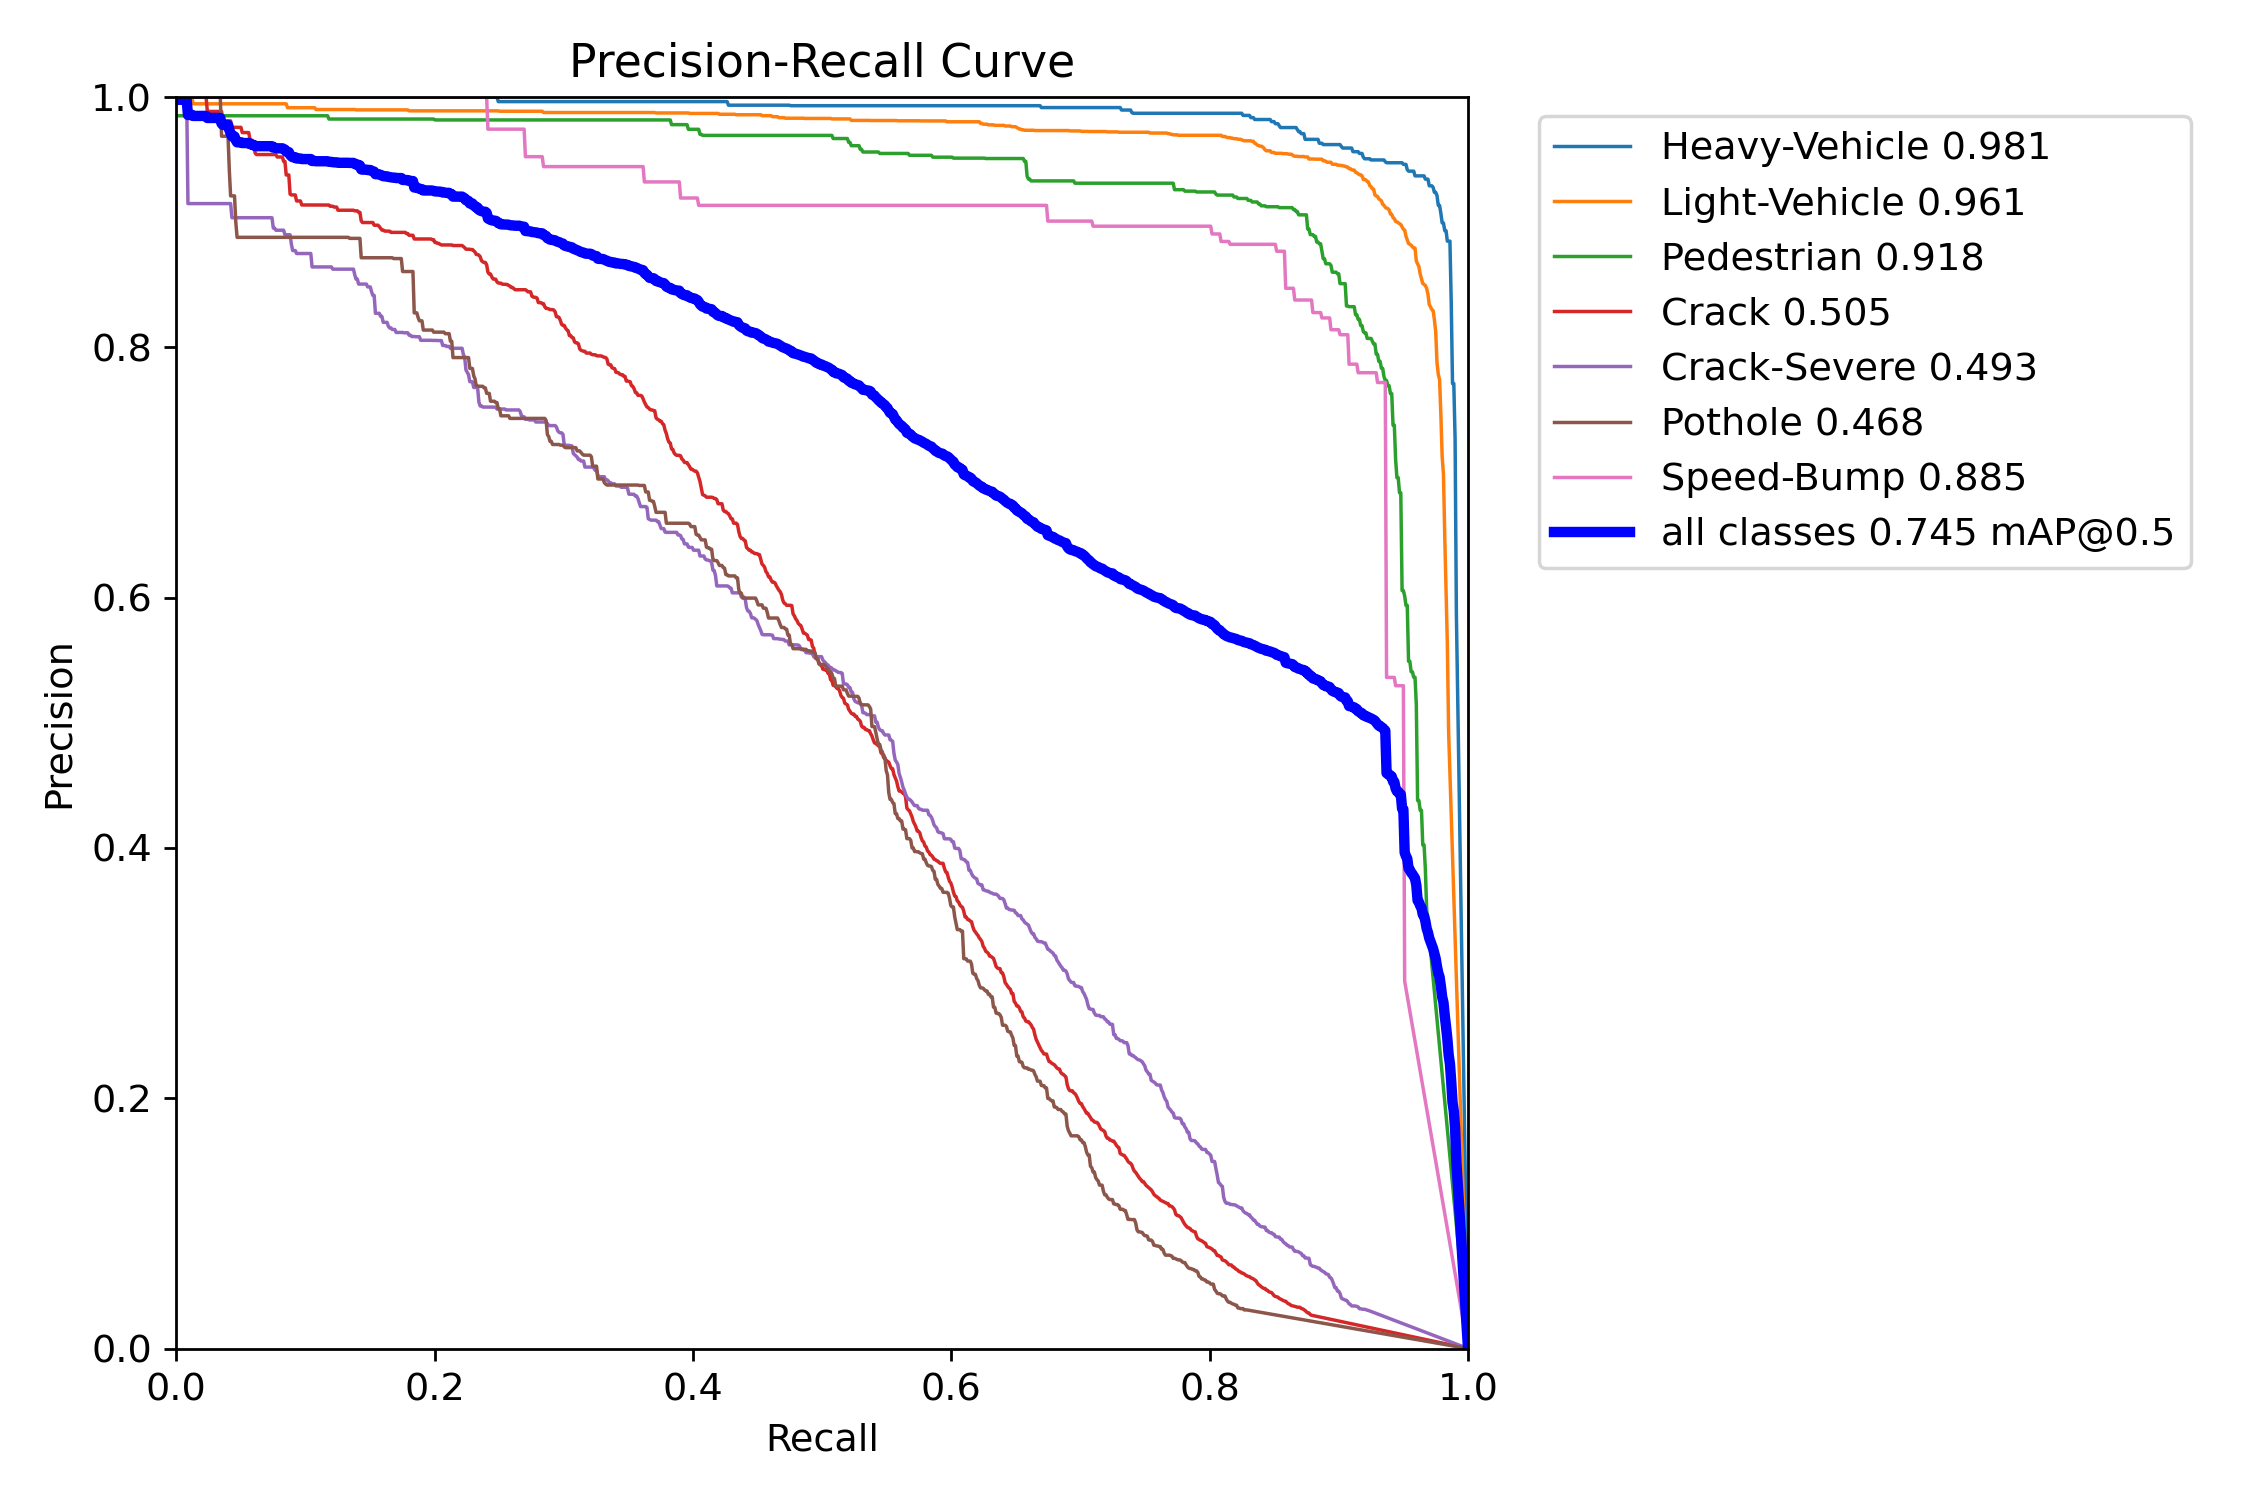 Precision-Recall Curve
1.0
0.8
0.6
0.4
0.2
0.0
Precision
0.0 0.2 0.4 0.6 0.8 1.0
Recall
Heavy-Vehicle 0.981
Light-Vehicle 0.961
Pedestrian 0.918
Crack 0.505
Crack-Severe 0.493
Pothole 0.468
Speed-Bump 0.885
all classes 0.745 mAP@0.5